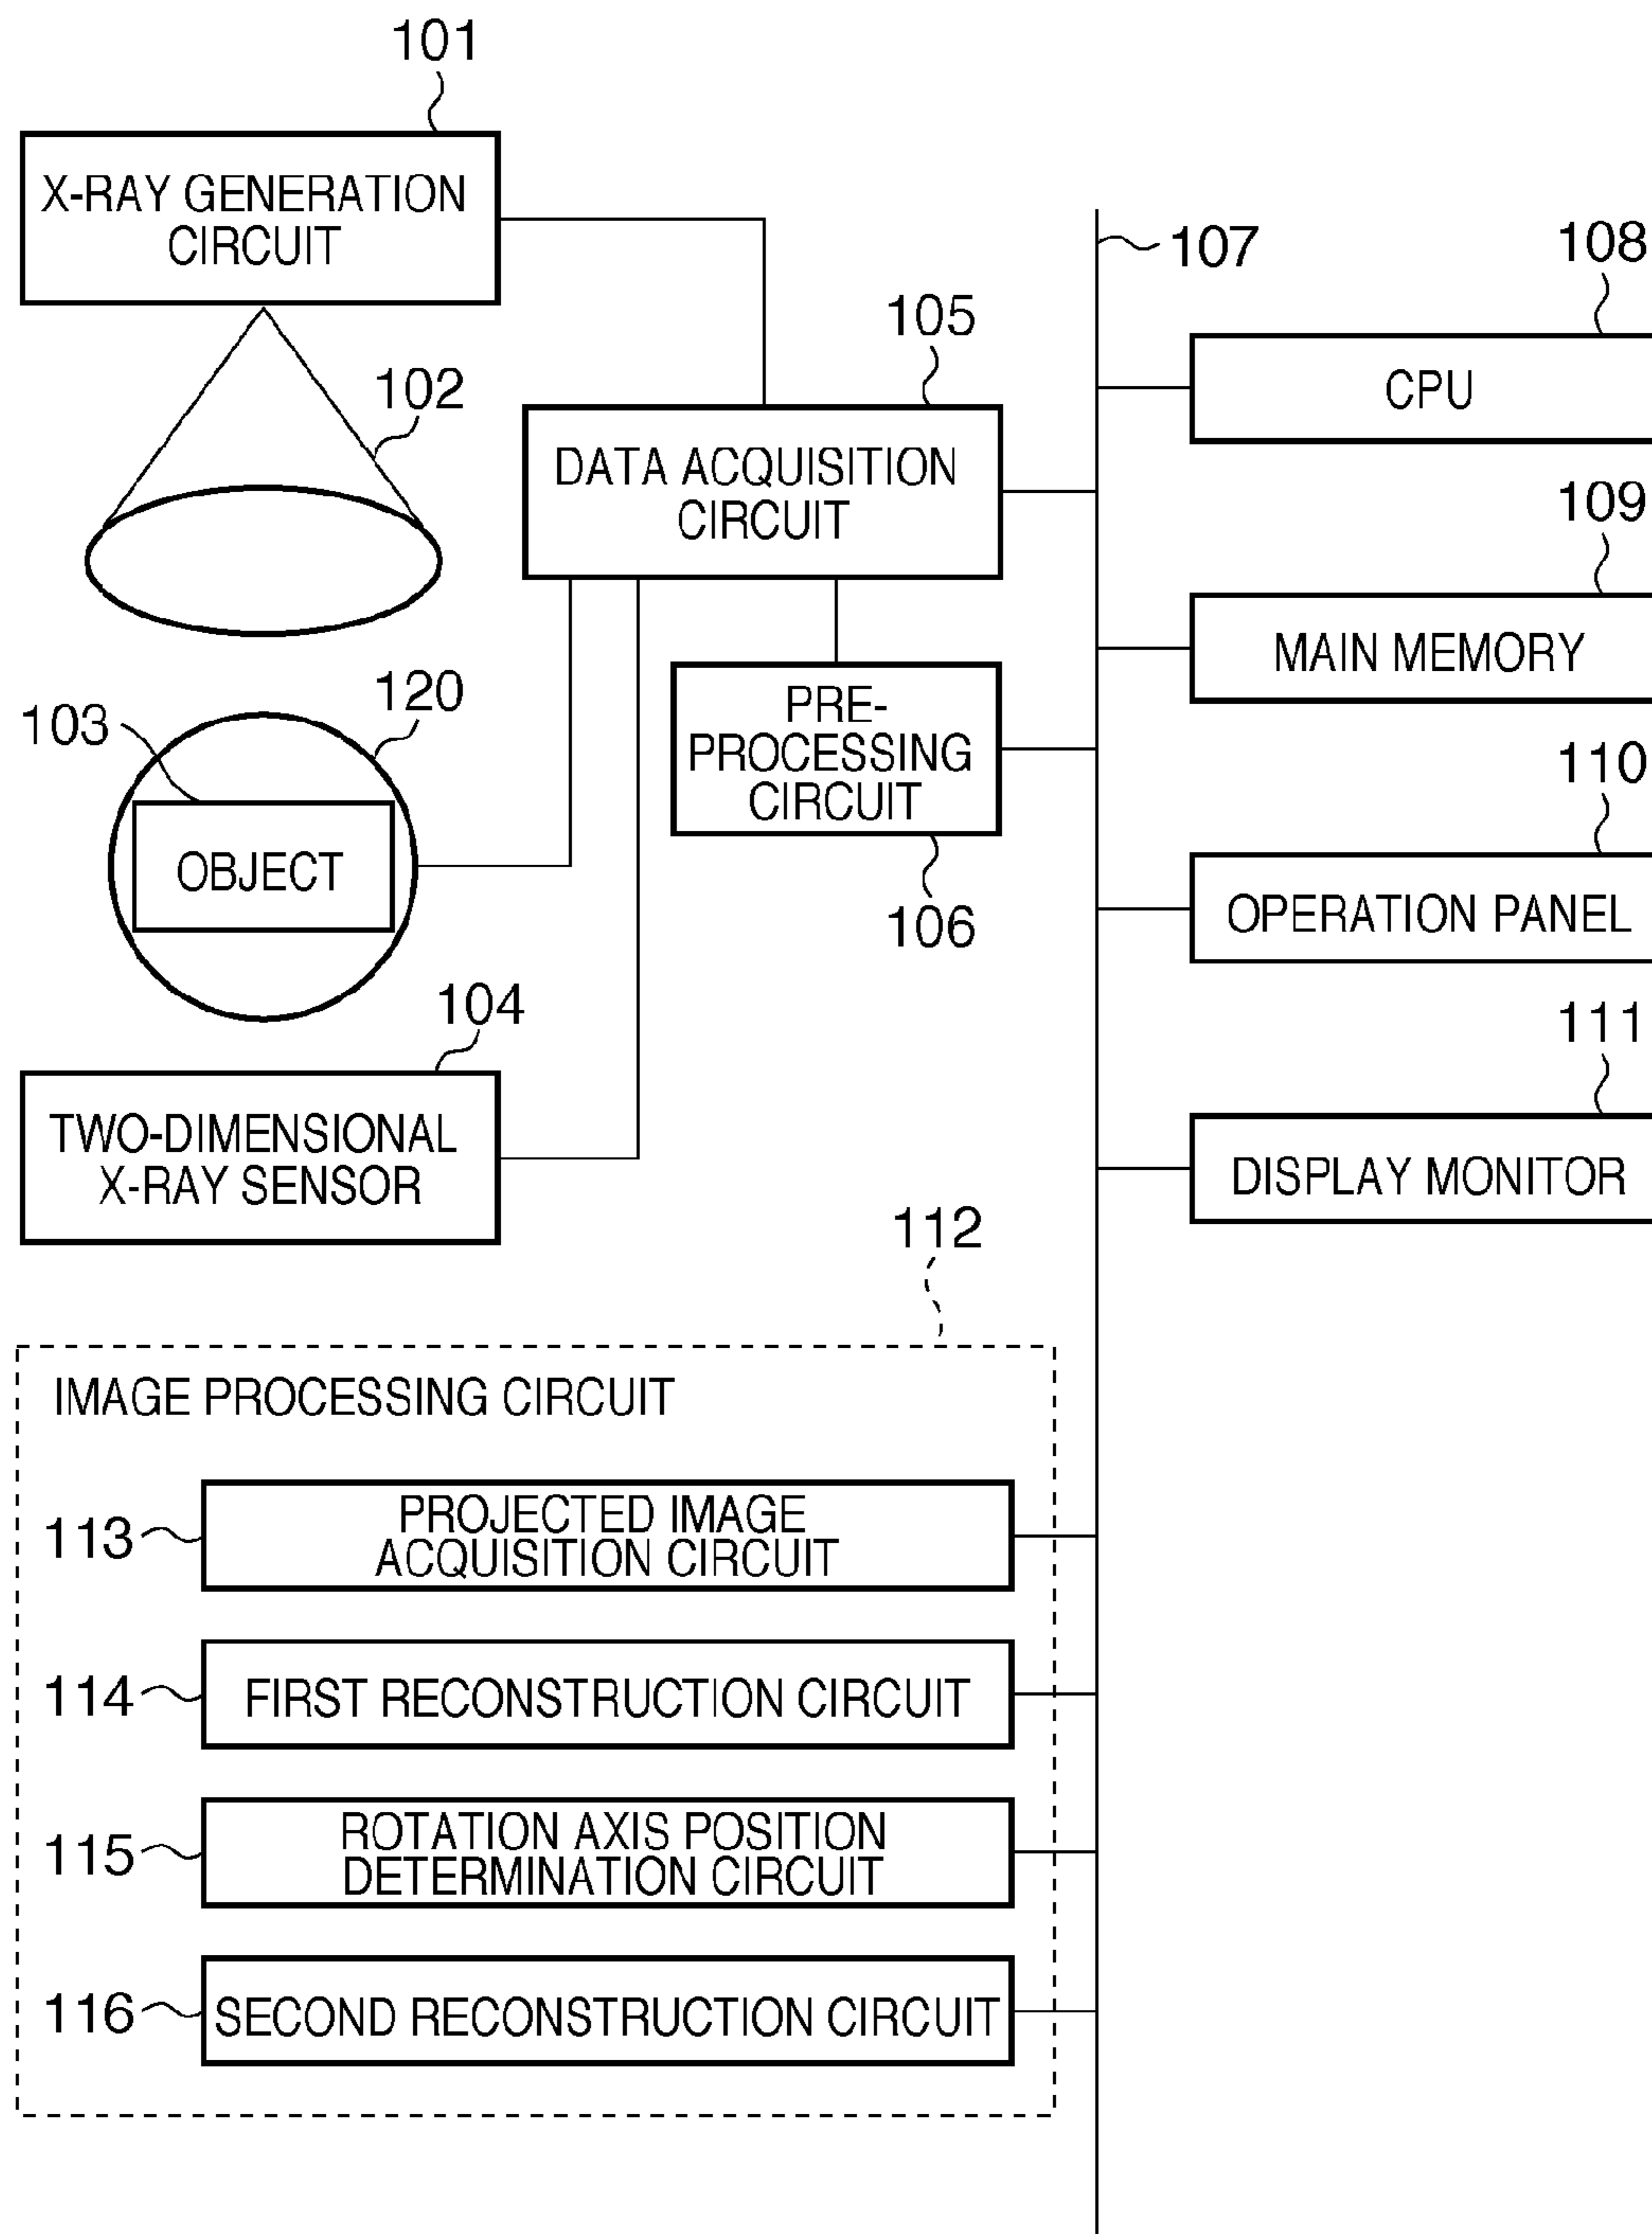 101
X-RAY GENERATION
CIRCUIT
102
105
DATA ACQUISITION
CIRCUIT
107
108
CPU
109
MAIN MEMORY
103
120
OBJECT
PRE-
PROCESSING
CIRCUIT
106
110
OPERATION PANEL
104
TWO-DIMENSIONAL
X-RAY SENSOR
111
DISPLAY MONITOR
112
IMAGE PROCESSING CIRCUIT
113
PROJECTED IMAGE
ACQUISITION CIRCUIT
114
FIRST RECONSTRUCTION CIRCUIT
115
ROTATION AXIS POSITION
DETERMINATION CIRCUIT
116
SECOND RECONSTRUCTION CIRCUIT